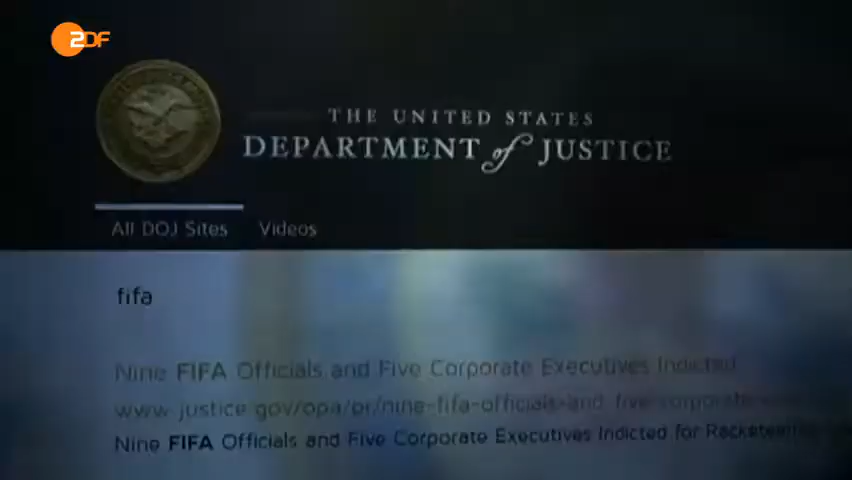 ZDF
THE UNITED STATES
DEPARTMENT of JUSTICE
All DOJ Sites Videos
fifa
Nine FIFA Officials and Five Corporate Executives Indicted
www.justice.gov/opa/pr/nine-fifa-officials-and-five-corporate
Nine FIFA Officials and Five Corporate Executives Indicted for